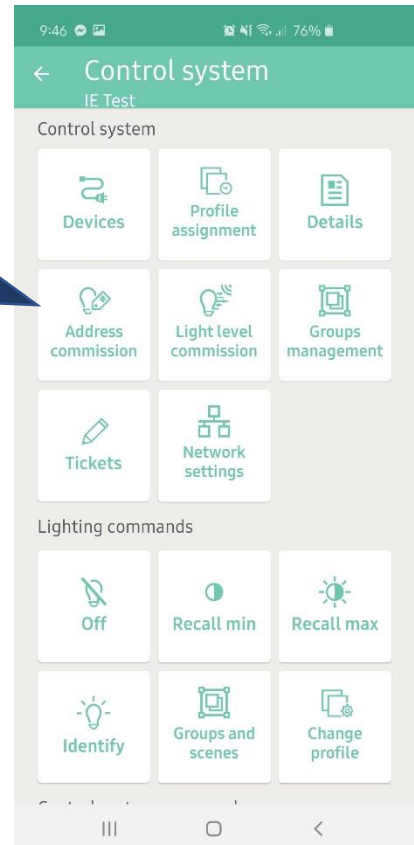 9:46 76%
Control system
IE Test
Control system
Devices
Profile
assignment
Details
Address
commission
Light level
commission
Groups
management
Tickets
Network
settings
Lighting commands
Off
Recall min
Recall max
Identify
Groups and
scenes
Change
profile